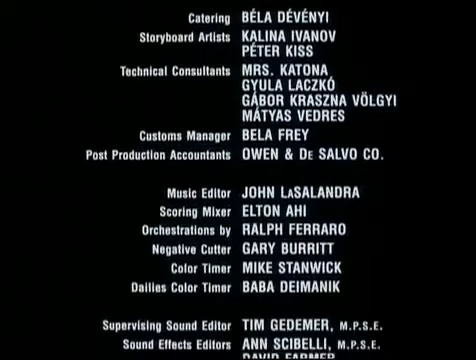 Catering BÉLA DÉVÉNYI
Storyboard Artists KALINA IVANOV
PÉTER KISS
Technical Consultants MRS. KATONA
GYULA LACZKÓ
GÁBOR KRASZNA VÖLGYI
MÁTYAS VEDRES
Customs Manager BELA FREY
Post Production Accountants OWEN & DE SALVO CO.
Music Editor JOHN LASALANDRA
Scoring Mixer ELTON AHI
Orchestrations by RALPH FERRARO
Negative Cutter GARY BURRITT
Color Timer MIKE STANWICK
Dailies Color Timer BABA DEIMANIK
Supervising Sound Editor TIM GEDEMER, M.P.S.E.
Sound Effects Editors ANN SCIBELLI, M.P.S.E.
DAVID FARMER